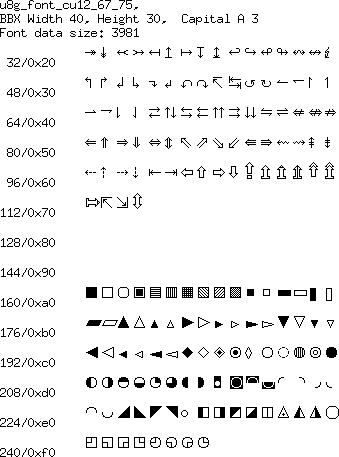 u8g_font_cu12_67_75,
BBX Width 40, Height 30, Capital A 3
Font data size: 3981
32/0x20
48/0x30
64/0x40
80/0x50
96/0x60
112/0x70
128/0x80
144/0x90
160/0xa0
176/0xb0
192/0xc0
208/0xd0
224/0xe0
240/0xf0